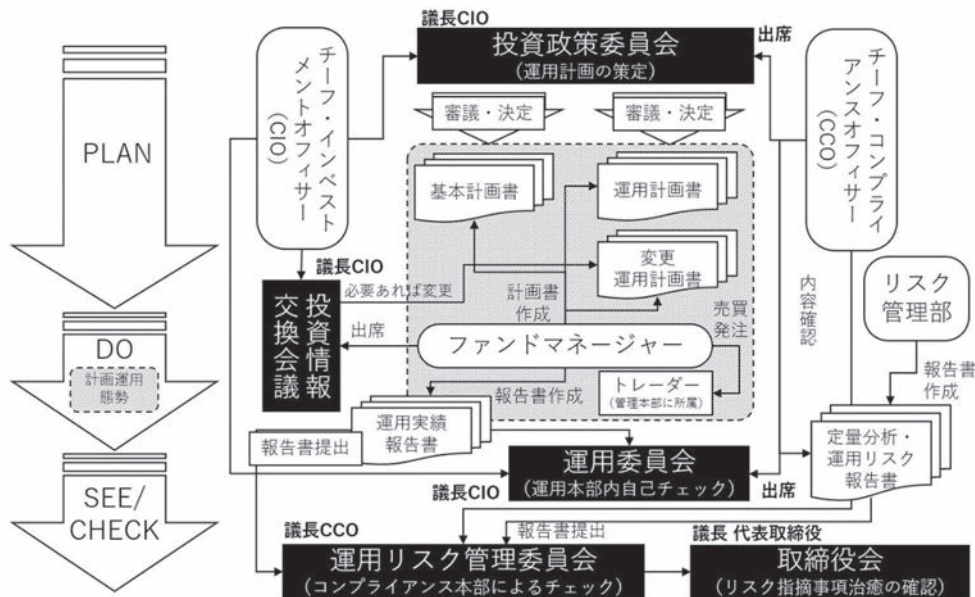 PLAN
DO
計画運用
態勢
SEE/
CHECK
チーフ・インベスト
メントオフィサー
(CIO)
議長CIO
投資政策委員会
(運用計画の策定)
出席
チーフ・コンプライ
アンスオフィサー
(CCO)
審議・決定
審議・決定
基本計画書
運用計画書
変更
運用計画書
議長CIO
投資情報
交換会議
必要あれば変更
計画書
作成
売買
発注
出席
ファンドマネージャー
内容確認
リスク
管理部
報告書
作成
報告書作成
トレーダー
(管理本部に所属)
運用実績
報告書
報告書提出
運用委員会
(運用本部内自己チェック)
議長CIO
出席
定量分析・
運用リスク
報告書
議長CCO
報告書提出
運用リスク管理委員会
(コンプライアンス本部によるチェック)
議長 代表取締役
取締役会
(リスク指摘事項治癒の確認)